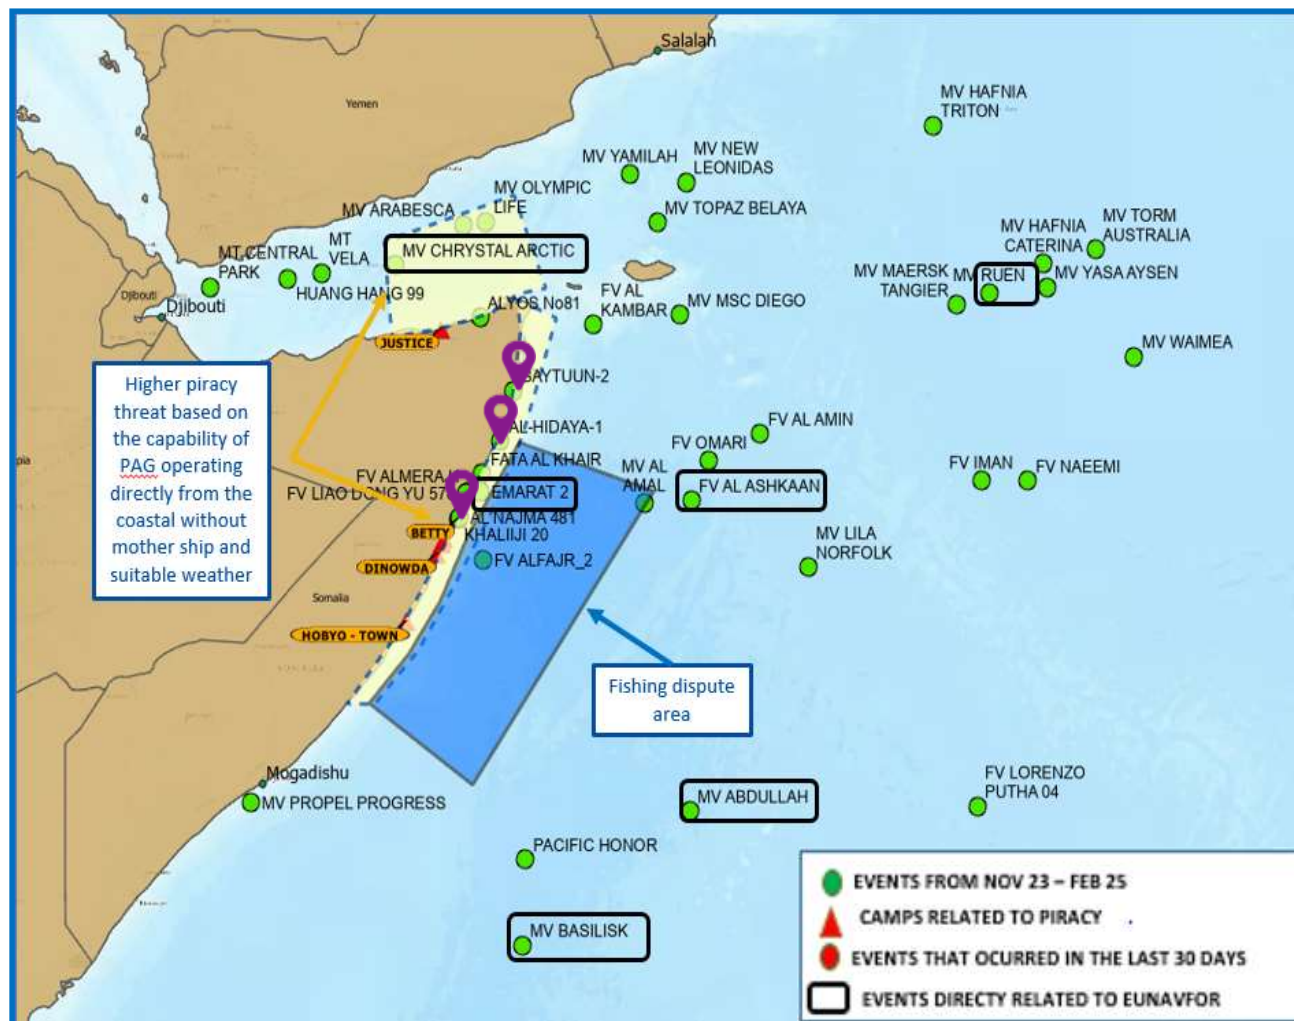 Salalah
Yemen
MV HAFNIA
TRITON
MV YAMILAH
MV NEW
LEONIDAS
MV OLYMPIC
LIFE
MV ARABESCA
MV TOPAZ BELAYA
MV CHRYSTAL ARCTIC
MT CENTRAL
PARK
MT
VELA
HUANG HANG 99
MV HAFNIA
CATERINA
MV TORM
AUSTRALIA
MV MAERSK
TANGIER
MV RUEN
MV YASA AYSEN
Djibouti
Djibouti
ALYOS No81
FV AL
KAMBAR
MV MSC DIEGO
JUSTICE
MV WAIMEA
Higher piracy
threat based on
the capability of
PAG operating
directly from the
coastal without
mother ship and
suitable weather
SAYTUUN-2
AL-HIDAYA-1
FV AL AMIN
FATA AL KHAIR
FV OMARI
MV AL
AMAL
FV AL ASHKAAN
FV IMAN
FV NAEEMI
FV LIAO DONG YU 57
EMARAT 2
AL NAJMA 481
KHALIIJI 20
BETTY
FV ALFAJR_2
DINOWDA
MV LILA
NORFOLK
Somalia
HOBYO - TOWN
Fishing dispute
area
Mogadishu
MV PROPEL PROGRESS
MV ABDULLAH
FV LORENZO
PUTHA 04
PACIFIC HONOR
MV BASILISK
EVENTS FROM NOV 23 – FEB 25
CAMPS RELATED TO PIRACY .
EVENTS THAT OCURRED IN THE LAST 30 DAYS
EVENTS DIRECTY RELATED TO EUNAVFOR